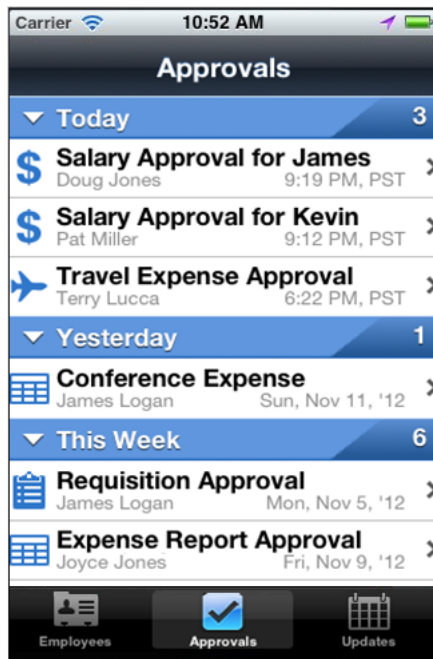 Carrier 10:52 AM
Approvals
Today 3
Salary Approval for James
Doug Jones 9:19 PM, PST
Salary Approval for Kevin
Pat Miller 9:12 PM, PST
Travel Expense Approval
Terry Lucca 6:22 PM, PST
Yesterday 1
Conference Expense
James Logan Sun, Nov 11, '12
This Week 6
Requisition Approval
James Logan Mon, Nov 5, '12
Expense Report Approval
Joyce Jones Fri, Nov 9, '12
Employees Approvals Updates